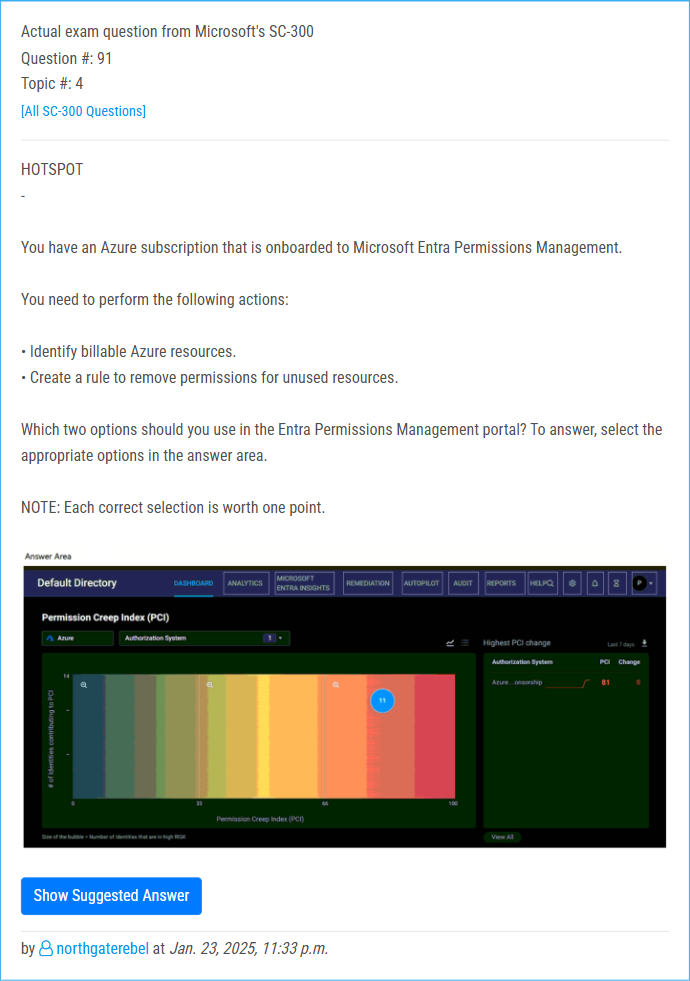 Actual exam question from Microsoft's SC-300
Question #: 91
Topic #: 4
[All SC-300 Questions]
HOTSPOT
-
You have an Azure subscription that is onboarded to Microsoft Entra Permissions Management.
You need to perform the following actions:
• Identify billable Azure resources.
• Create a rule to remove permissions for unused resources.
Which two options should you use in the Entra Permissions Management portal? To answer, select the
appropriate options in the answer area.
NOTE: Each correct selection is worth one point.
Answer Area
Default Directory DASHBOARD ANALYTICS MICROSOFT ENTRA INSIGHTS REMEDIATION AUTOPILOT AUDIT REPORTS HELP P
Permission Creep Index (PCI)
Azure Authorization System 1
Highest PCI change Last 7 days
Authorization System PCI Change
Azure ...onsorship 81 0
14
11
# of Identities contributing to PCI
0 33 66 100
Permission Creep Index (PCI)
Size of the bubble = Number of identities that are in high RISK
View All
Show Suggested Answer
by northgaterebel at Jan. 23, 2025, 11:33 p.m.